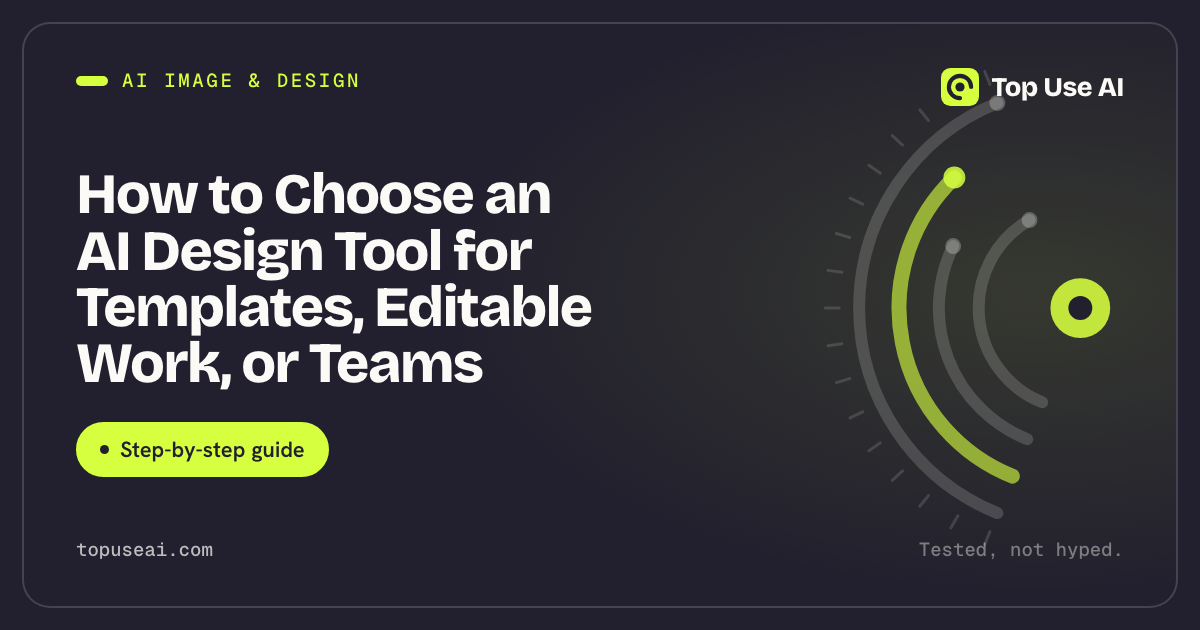 AI IMAGE & DESIGN
Top Use AI
How to Choose an
AI Design Tool for
Templates, Editable
Work, or Teams
Step-by-step guide
topuseai.com
Tested, not hyped.